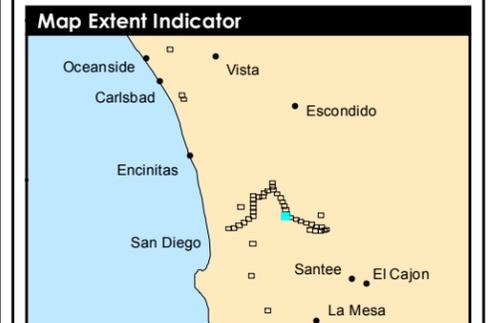 Map Extent Indicator
Oceanside
Vista
Carlsbad
Escondido
Encinitas
San Diego
Santee
El Cajon
La Mesa